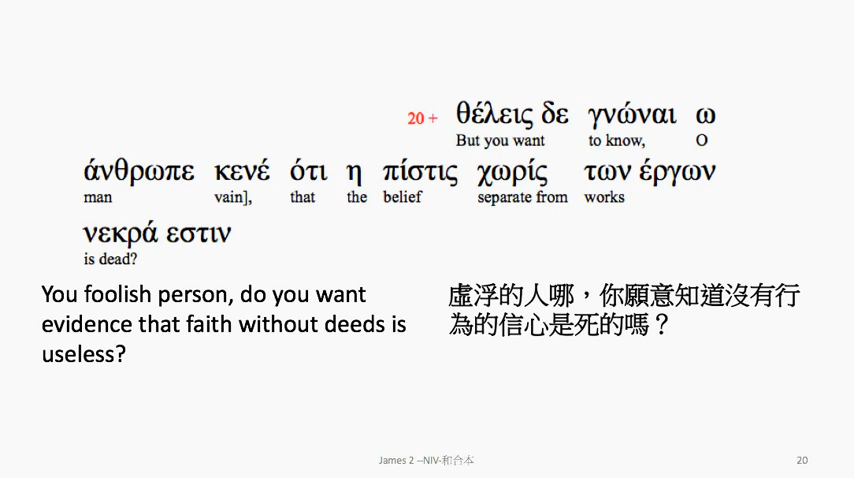 20 + θέλεις δε γνώναι ω
But you want to know, O
άνθρωπε κενέ ότι η πίστις χωρίς των έργων
man vain], that the belief separate from works
νεκρά εστιν
is dead?
You foolish person, do you want
evidence that faith without deeds is
useless?
虛浮的人哪，你願意知道沒有行
為的信心是死的嗎？
James 2 --NIV-和合本
20